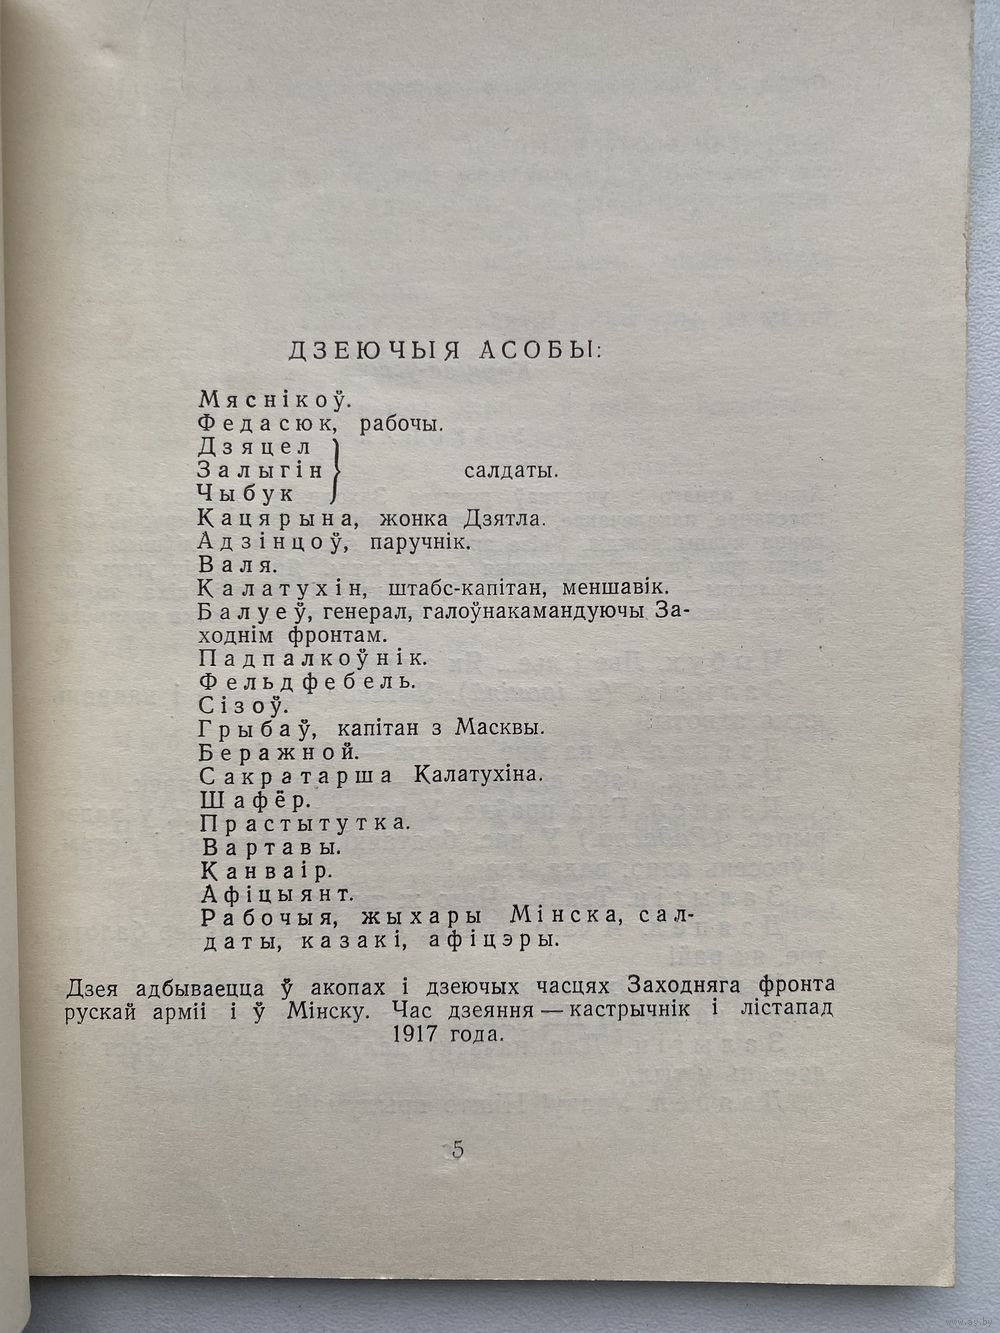 ДЗЕЮЧЫЯ АСОБЫ:
Мяснікоў.
Федасюк, рабочы.
Дзяцел
Залыгін } салдаты.
Чыбук
Кацярына, жонка Дзятла.
Адзінцоў, паручнік.
Валя.
Калатухін, штабс-капітан, меншавік.
Балуеў, генерал, галоўнакамандуючы За-
ходнім фронтам.
Падпалкоўнік.
Фельдфебель.
Сізоў.
Грыбаў, капітан з Масквы.
Беражной.
Сакратарша Калатухіна.
Шафёр.
Прастытутка.
Вартавы.
Канваір.
Афіцыянт.
Рабочыя, жыхары Мінска, сал-
даты, казакі, афіцэры.
Дзея адбываецца ў акопах і дзеючых часцях Заходняга фронта
рускай арміі і ў Мінску. Час дзеяння — кастрычнік і лістапад
1917 года.
5
www.ay.by